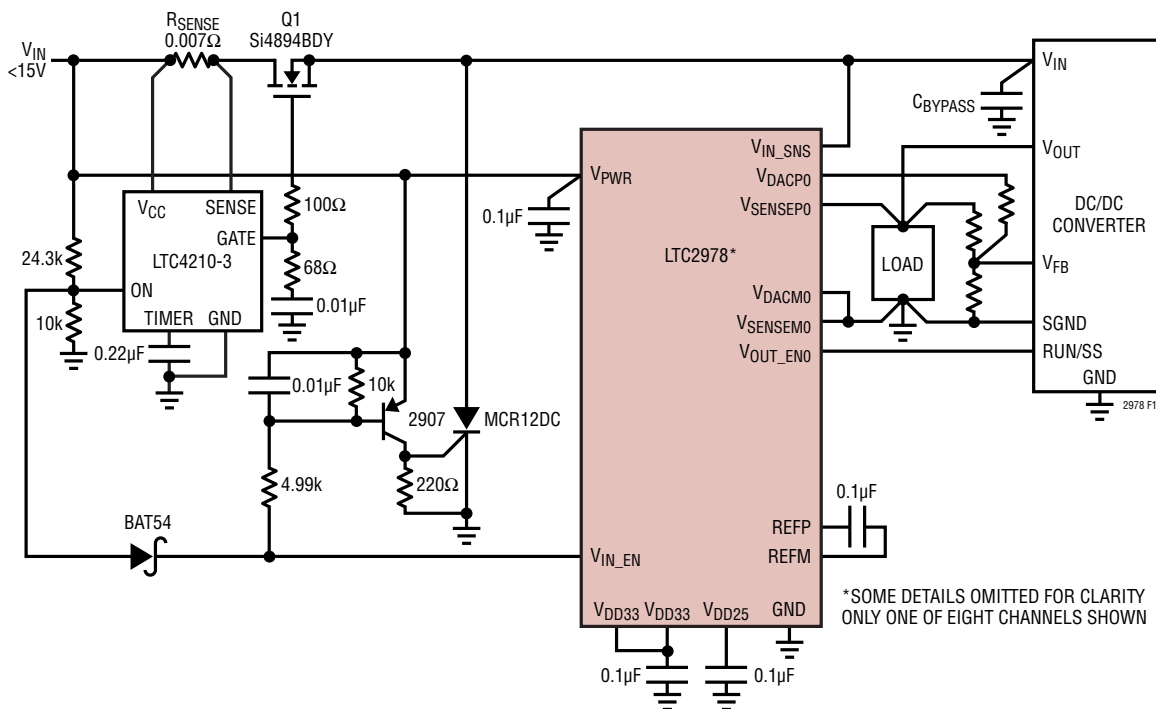 RSENSE
0.007Ω
Q1
Si4894BDY
VIN
<15V
VIN
CBYPASS
VOUT
DC/DC
CONVERTER
VFB
SGND
RUN/SS
GND
2978 F1
VCC
SENSE
GATE
LTC4210-3
ON
TIMER
GND
100Ω
68Ω
0.01µF
24.3k
10k
0.22µF
0.1µF
VPWR
VIN_SNS
VDACP0
VSENSEP0
LTC2978*
LOAD
VDACM0
VSENSEM0
VOUT_EN0
0.01µF
10k
2907
MCR12DC
4.99k
220Ω
BAT54
VIN_EN
REFP
REFM
0.1µF
VDD33
VDD33
VDD25
GND
0.1µF
0.1µF
*SOME DETAILS OMITTED FOR CLARITY
ONLY ONE OF EIGHT CHANNELS SHOWN